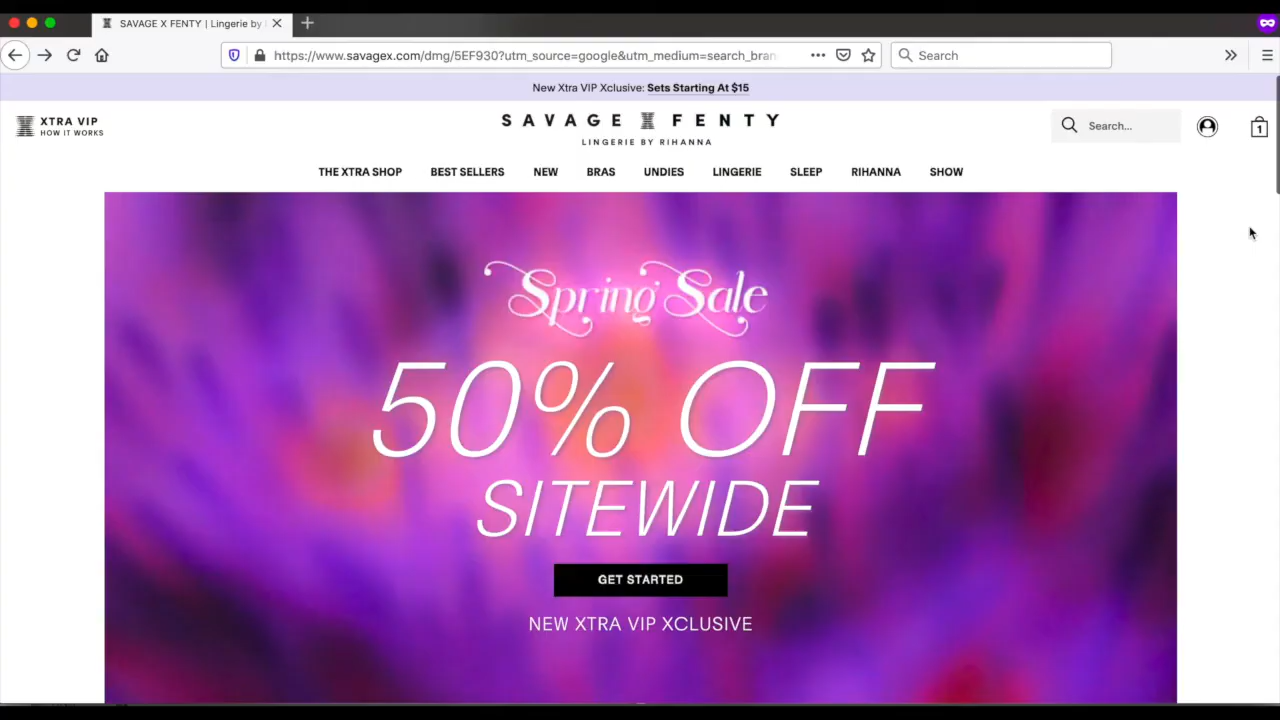 SAVAGE X FENTY | Lingerie by
https://www.savagex.com/dmg/5EF930?utm_source=google&utm_medium=search_bran
Search
New Xtra VIP Xclusive: Sets Starting At $15
XTRA VIP
HOW IT WORKS
SAVAGE X FENTY
LINGERIE BY RIHANNA
Search...
1
THE XTRA SHOP BEST SELLERS NEW BRAS UNDIES LINGERIE SLEEP RIHANNA SHOW
Spring Sale
50% OFF
SITEWIDE
GET STARTED
NEW XTRA VIP XCLUSIVE